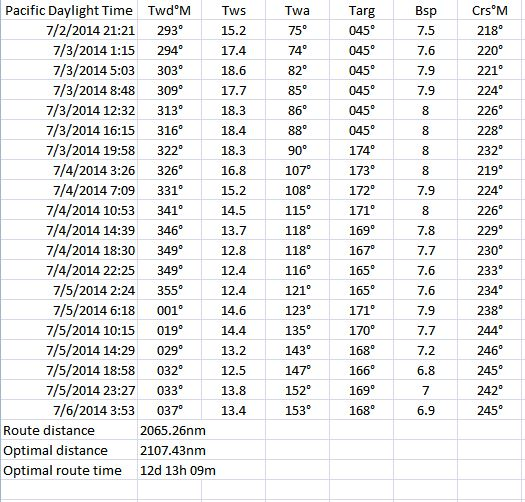 Pacific Daylight Time Twd°M Tws Twa Targ Bsp Crs°M
7/2/2014 21:21 293° 15.2 75° 045° 7.5 218°
7/3/2014 1:15 294° 17.4 74° 045° 7.6 220°
7/3/2014 5:03 303° 18.6 82° 045° 7.9 221°
7/3/2014 8:48 309° 17.7 85° 045° 7.9 224°
7/3/2014 12:32 313° 18.3 86° 045° 8 226°
7/3/2014 16:15 316° 18.4 88° 045° 8 228°
7/3/2014 19:58 322° 18.3 90° 174° 8 232°
7/4/2014 3:26 326° 16.8 107° 173° 8 219°
7/4/2014 7:09 331° 15.2 108° 172° 7.9 224°
7/4/2014 10:53 341° 14.5 115° 171° 8 226°
7/4/2014 14:39 346° 13.7 118° 169° 7.8 229°
7/4/2014 18:30 349° 12.8 118° 167° 7.7 230°
7/4/2014 22:25 349° 12.4 116° 165° 7.6 233°
7/5/2014 2:24 355° 12.4 121° 165° 7.6 234°
7/5/2014 6:18 001° 14.6 123° 171° 7.9 238°
7/5/2014 10:15 019° 14.4 135° 170° 7.7 244°
7/5/2014 14:29 029° 13.2 143° 168° 7.2 246°
7/5/2014 18:58 032° 12.5 147° 166° 6.8 245°
7/5/2014 23:27 033° 13.8 152° 169° 7 242°
7/6/2014 3:53 037° 13.4 153° 168° 6.9 245°
Route distance 2065.26nm
Optimal distance 2107.43nm
Optimal route time 12d 13h 09m